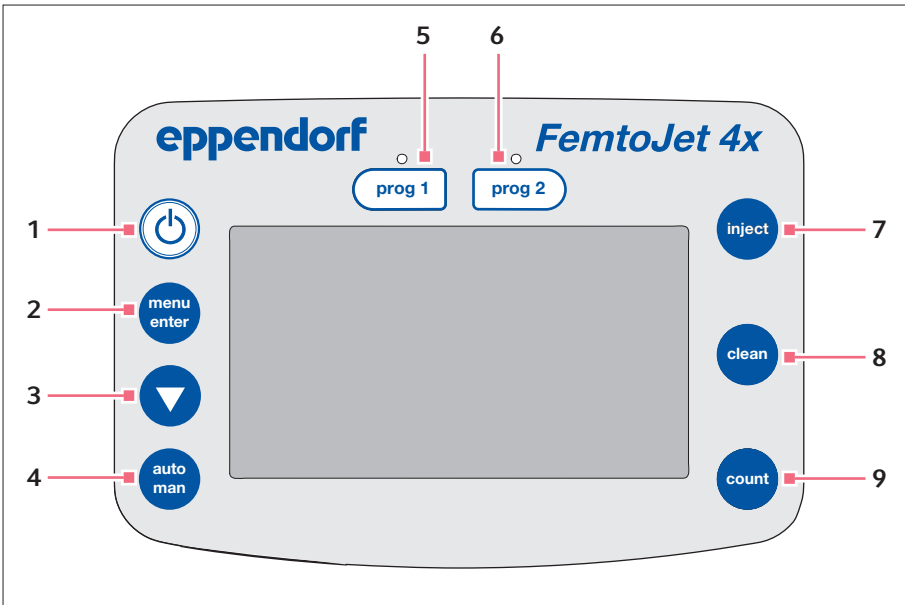 5 6
eppendorf FemtoJet 4x
prog 1 prog 2
1 inject 7
2 menu
enter
clean 8
3
4 auto
man
count 9